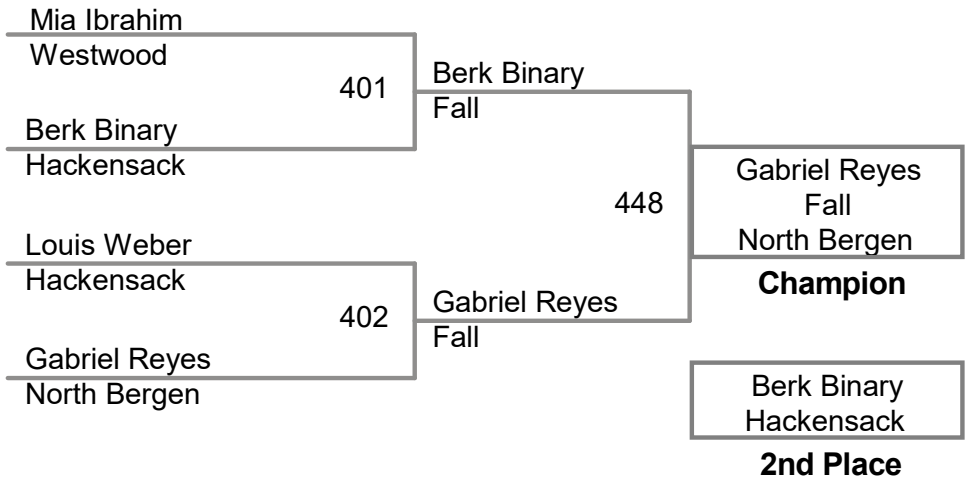 Mia Ibrahim
Westwood
401
Berk Binary
Hackensack
Berk Binary
Fall
Louis Weber
Hackensack
402
Gabriel Reyes
North Bergen
Gabriel Reyes
Fall
448
Gabriel Reyes
Fall
North Bergen
Champion
Berk Binary
Hackensack
2nd Place